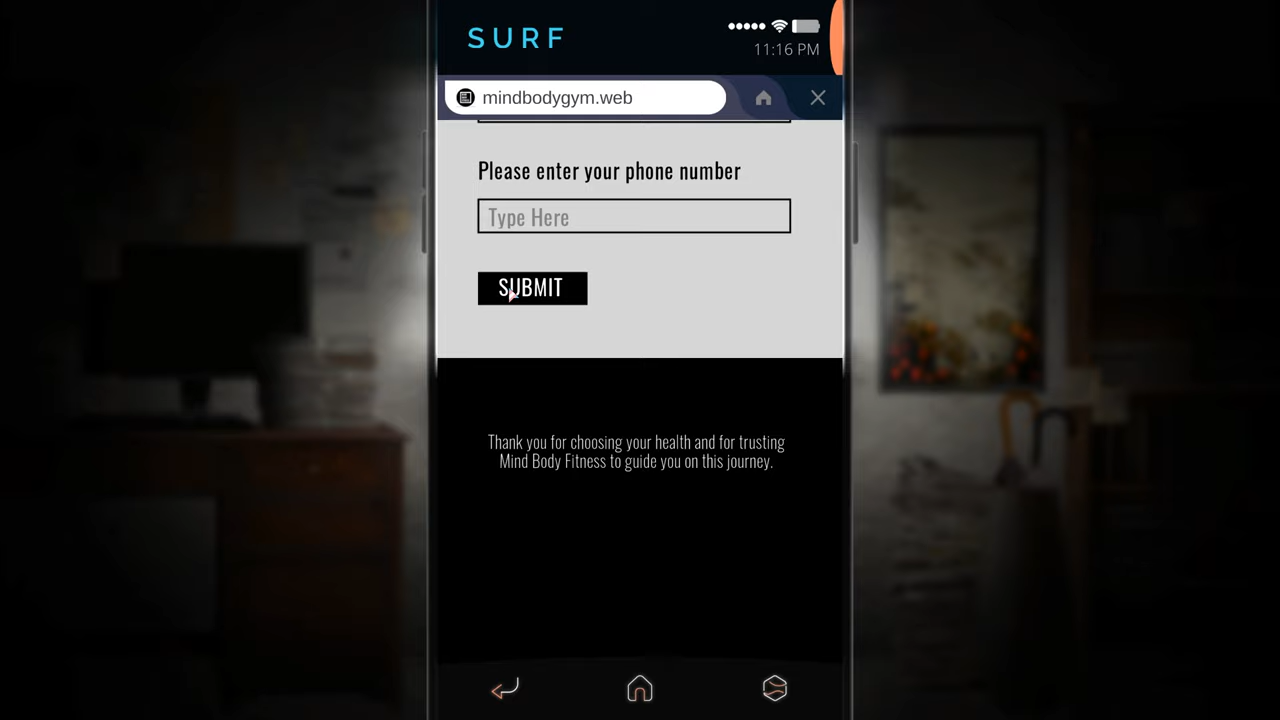 SURF
11:16 PM
mindbodygym.web
Please enter your phone number
Type Here
SUBMIT
Thank you for choosing your health and for trusting
Mind Body Fitness to guide you on this journey.